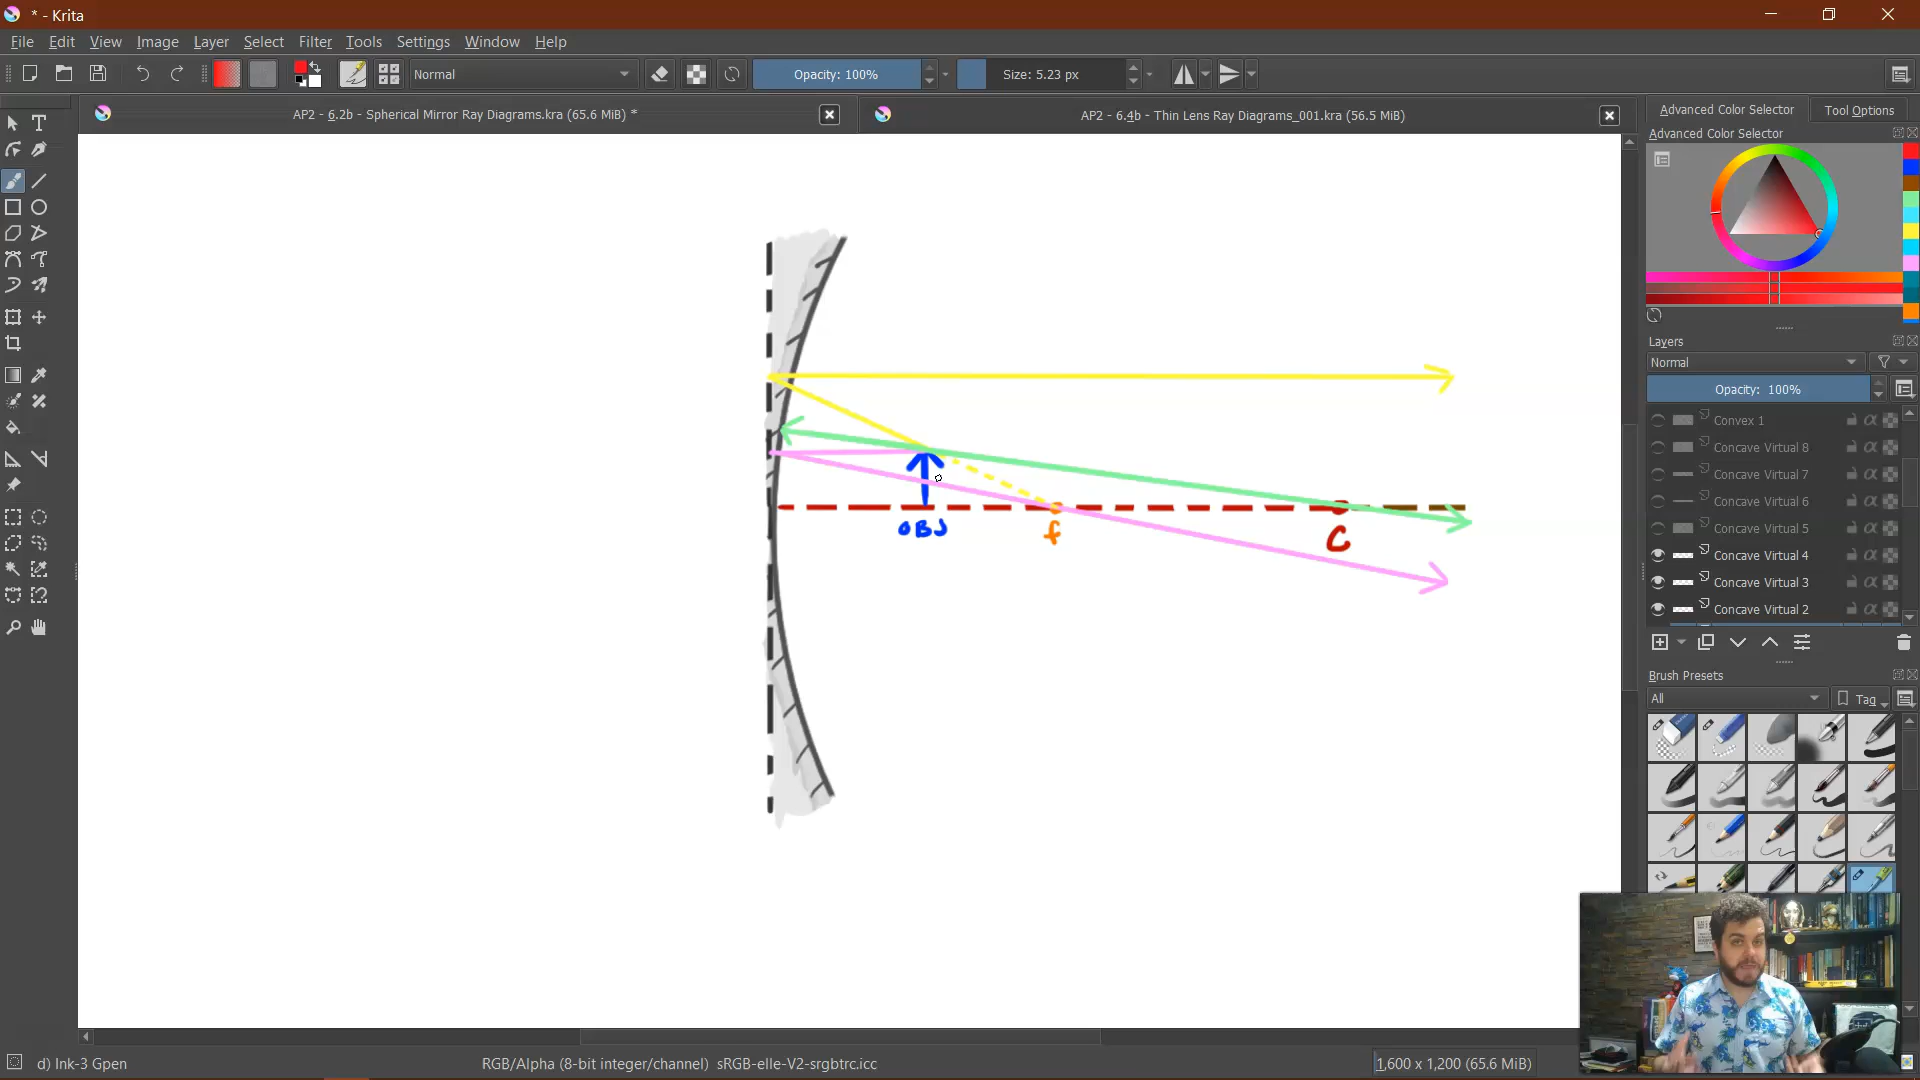 * - Krita
File Edit View Image Layer Select Filter Tools Settings Window Help
Normal Opacity: 100% Size: 5.23 px
AP2 - 6.2b - Spherical Mirror Ray Diagrams.kra (65.6 MiB) *
AP2 - 6.4b - Thin Lens Ray Diagrams_001.kra (56.5 MiB)
Advanced Color Selector Tool Options
Advanced Color Selector
Layers
Normal
Opacity: 100%
Convex 1
Concave Virtual 8
Concave Virtual 7
Concave Virtual 6
Concave Virtual 5
Concave Virtual 4
Concave Virtual 3
Concave Virtual 2
Brush Presets
All Tag
OBJ
f
C
d) Ink-3 Gpen
RGB/Alpha (8-bit integer/channel) sRGB-elle-V2-srgbtrc.icc
1,600 x 1,200 (65.6 MiB)